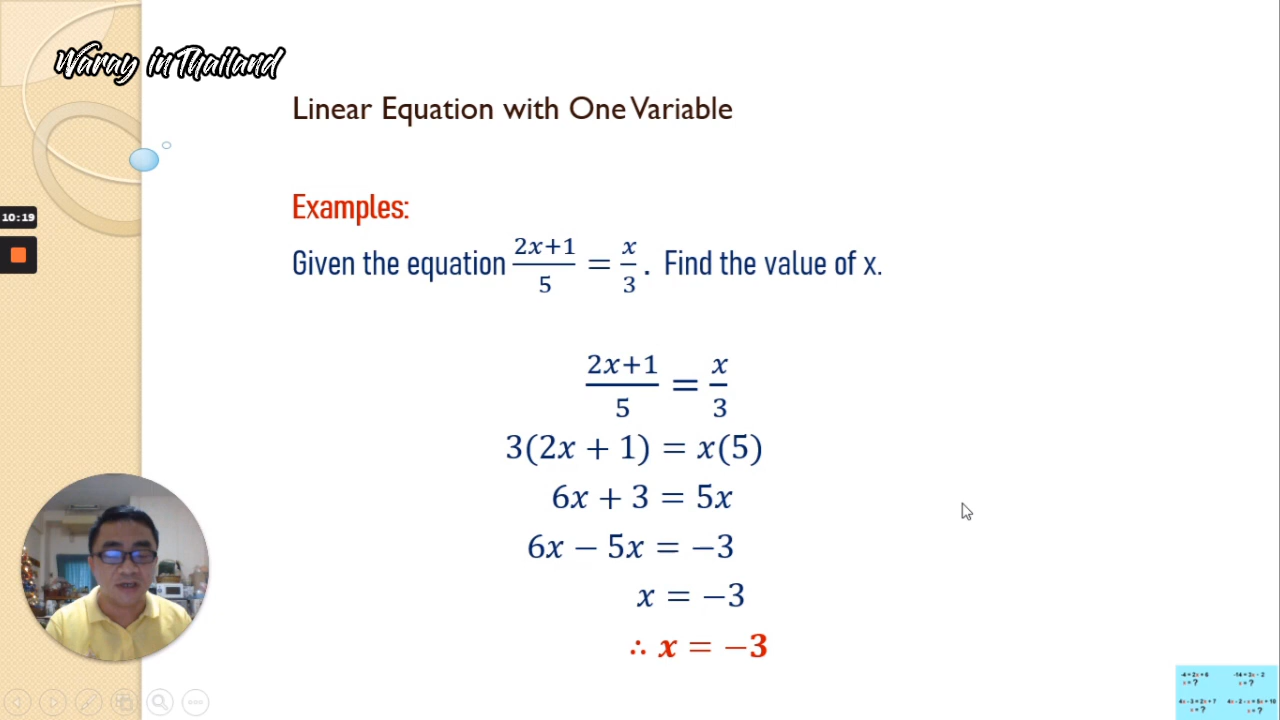 Waray in Thailand
Linear Equation with One Variable
10:19
Examples:
Given the equation (2x+1)/5 = x/3 . Find the value of x.
(2x+1)/5 = x/3
3(2x + 1) = x(5)
6x + 3 = 5x
6x − 5x = −3
x = −3
∴ x = −3